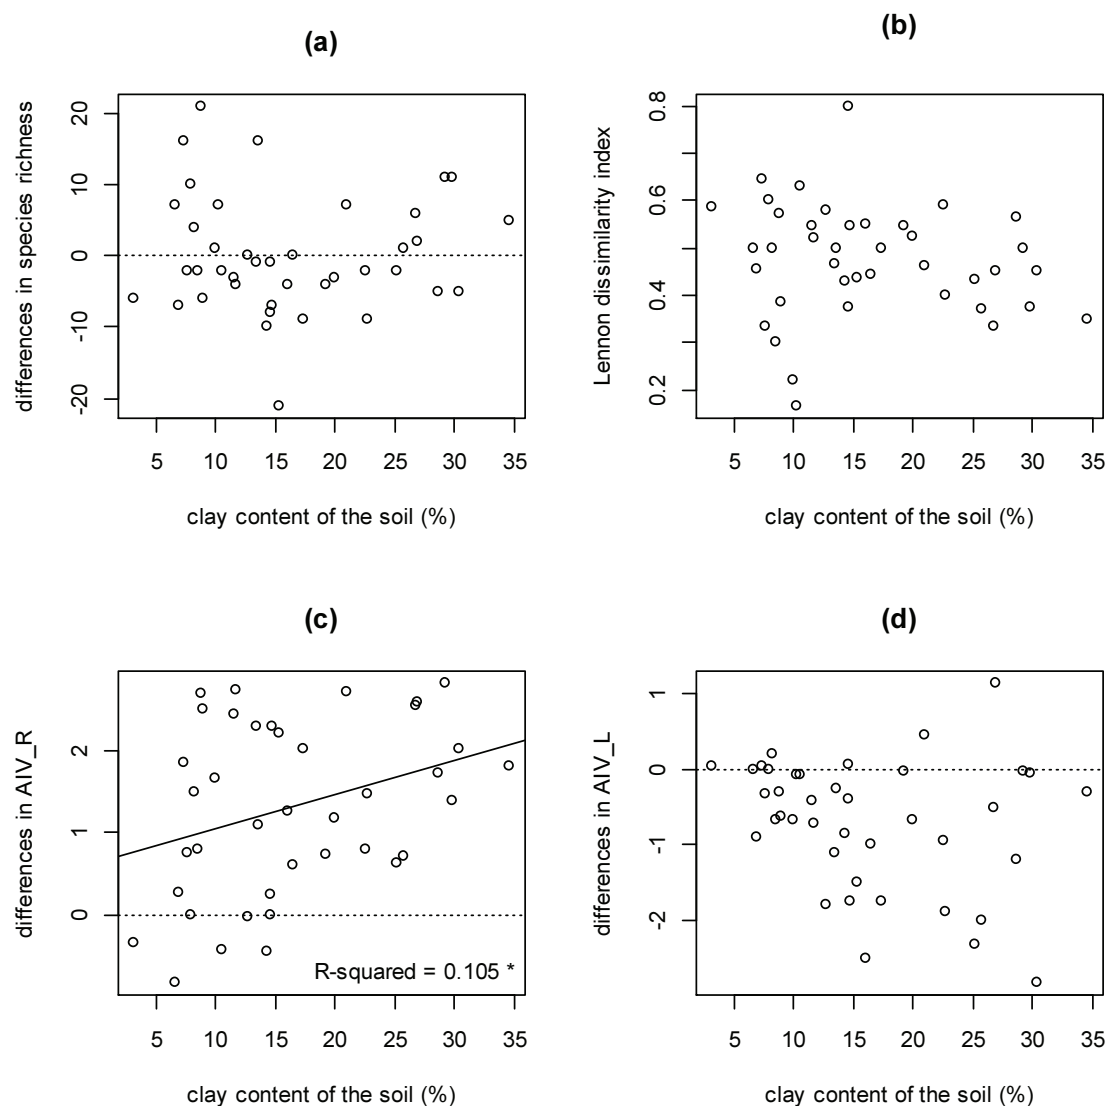 (a)
differences in species richness
20
10
0
-10
-20
5 10 15 20 25 30 35
clay content of the soil (%)
(b)
Lennon dissimilarity index
0.8
0.6
0.4
0.2
5 10 15 20 25 30 35
clay content of the soil (%)
(c)
differences in AIV_R
2
1
0
R-squared = 0.105 *
5 10 15 20 25 30 35
clay content of the soil (%)
(d)
differences in AIV_L
1
0
-1
-2
5 10 15 20 25 30 35
clay content of the soil (%)